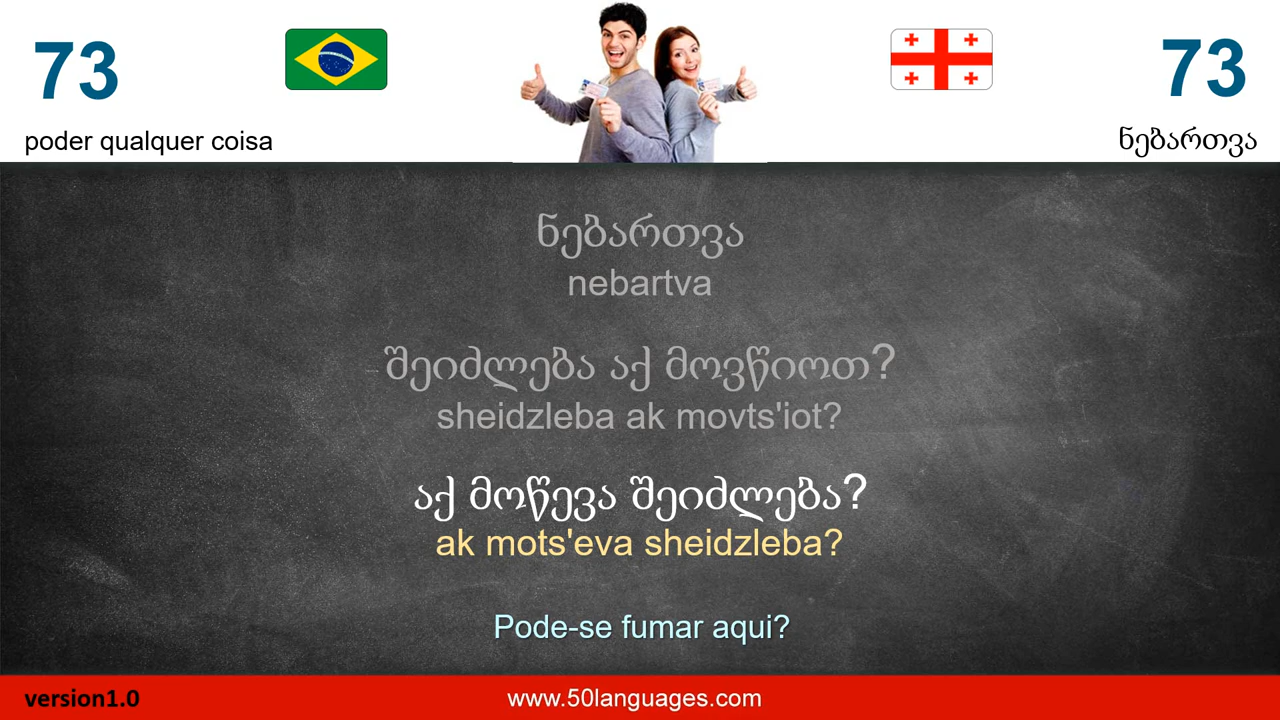 73
73
poder qualquer coisa
ნებართვა
ნებართვა
nebartva
შეიძლება აქ მოვწიოთ?
sheidzleba ak movts'iot?
აქ მოწევა შეიძლება?
ak mots'eva sheidzleba?
Pode-se fumar aqui?
version1.0
www.50languages.com